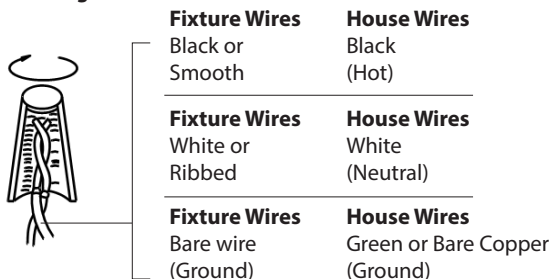 Fixture Wires House Wires
Black or Black
Smooth (Hot)
Fixture Wires House Wires
White or White
Ribbed (Neutral)
Fixture Wires House Wires
Bare wire Green or Bare Copper
(Ground) (Ground)